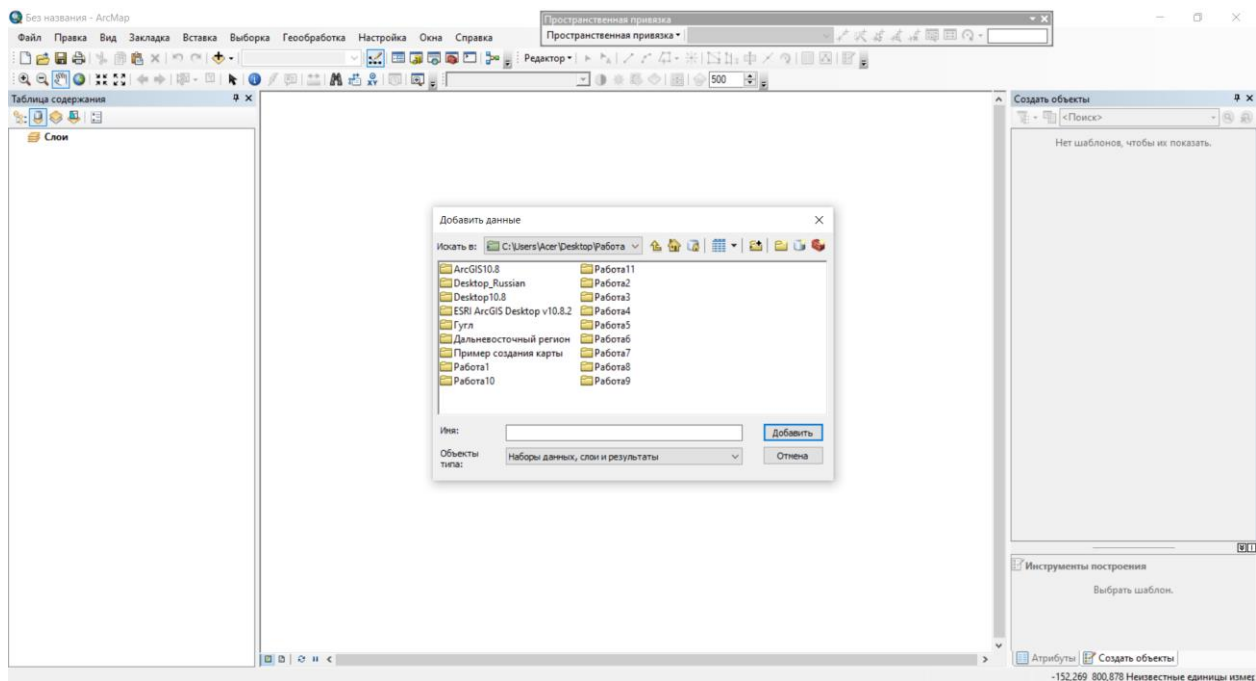 Без названия - ArcMap
Пространственная привязка
Файл Правка Вид Закладка Вставка Выборка Геообработка Настройка Окна Справка
Пространственная привязка
Редактор
500
Таблица содержания
Слои
Создать объекты
<Поиск>
Нет шаблонов, чтобы их показать.
Добавить данные
Искать в: C:\Users\Acer\Desktop\Работа
ArcGIS10.8
Desktop_Russian
Desktop10.8
ESRI ArcGIS Desktop v10.8.2
Гугл
Дальневосточный регион
Пример создания карты
Работа1
Работа10
Работа11
Работа2
Работа3
Работа4
Работа5
Работа6
Работа7
Работа8
Работа9
Имя:
Добавить
Объекты типа:
Наборы данных, слои и результаты
Отмена
Инструменты построения
Выбрать шаблон.
Атрибуты Создать объекты
-152,269 800,878 Неизвестные единицы измер